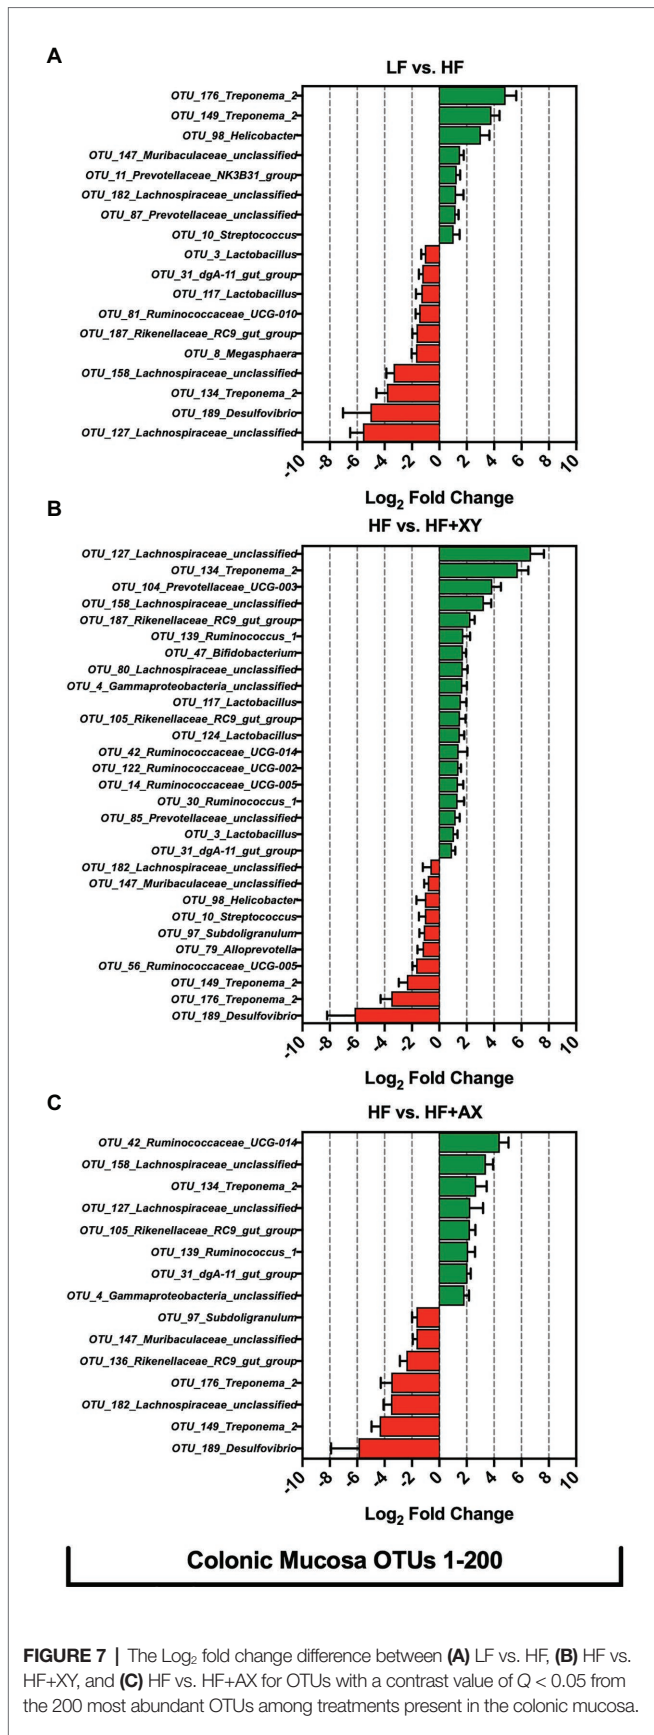 A
LF vs. HF
OTU_176_Treponema_2
OTU_149_Treponema_2
OTU_98_Helicobacter
OTU_147_Muribaculaceae_unclassified
OTU_11_Prevotellaceae_NK3B31_group
OTU_182_Lachnospiraceae_unclassified
OTU_87_Prevotellaceae_unclassified
OTU_10_Streptococcus
OTU_3_Lactobacillus
OTU_31_dgA-11_gut_group
OTU_117_Lactobacillus
OTU_81_Ruminococcaceae_UCG-010
OTU_187_Rikenellaceae_RC9_gut_group
OTU_8_Megasphaera
OTU_158_Lachnospiraceae_unclassified
OTU_134_Treponema_2
OTU_189_Desulfovibrio
OTU_127_Lachnospiraceae_unclassified
-10 -8 -6 -4 -2 0 2 4 6 8 10
Log2 Fold Change
B
HF vs. HF+XY
OTU_127_Lachnospiraceae_unclassified
OTU_134_Treponema_2
OTU_104_Prevotellaceae_UCG-003
OTU_158_Lachnospiraceae_unclassified
OTU_187_Rikenellaceae_RC9_gut_group
OTU_139_Ruminococcus_1
OTU_47_Bifidobacterium
OTU_80_Lachnospiraceae_unclassified
OTU_4_Gammaproteobacteria_unclassified
OTU_117_Lactobacillus
OTU_105_Rikenellaceae_RC9_gut_group
OTU_124_Lactobacillus
OTU_42_Ruminococcaceae_UCG-014
OTU_122_Ruminococcaceae_UCG-002
OTU_14_Ruminococcaceae_UCG-005
OTU_30_Ruminococcus_1
OTU_85_Prevotellaceae_unclassified
OTU_3_Lactobacillus
OTU_31_dgA-11_gut_group
OTU_182_Lachnospiraceae_unclassified
OTU_147_Muribaculaceae_unclassified
OTU_98_Helicobacter
OTU_10_Streptococcus
OTU_97_Subdoligranulum
OTU_79_Alloprevotella
OTU_56_Ruminococcaceae_UCG-005
OTU_149_Treponema_2
OTU_176_Treponema_2
OTU_189_Desulfovibrio
-10 -8 -6 -4 -2 0 2 4 6 8 10
Log2 Fold Change
C
HF vs. HF+AX
OTU_42_Ruminococcaceae_UCG-014
OTU_158_Lachnospiraceae_unclassified
OTU_134_Treponema_2
OTU_127_Lachnospiraceae_unclassified
OTU_105_Rikenellaceae_RC9_gut_group
OTU_139_Ruminococcus_1
OTU_31_dgA-11_gut_group
OTU_4_Gammaproteobacteria_unclassified
OTU_97_Subdoligranulum
OTU_147_Muribaculaceae_unclassified
OTU_136_Rikenellaceae_RC9_gut_group
OTU_176_Treponema_2
OTU_182_Lachnospiraceae_unclassified
OTU_149_Treponema_2
OTU_189_Desulfovibrio
-10 -8 -6 -4 -2 0 2 4 6 8 10
Log2 Fold Change
Colonic Mucosa OTUs 1-200
FIGURE 7 | The Log2 fold change difference between (A) LF vs. HF, (B) HF vs.
HF+XY, and (C) HF vs. HF+AX for OTUs with a contrast value of Q < 0.05 from
the 200 most abundant OTUs among treatments present in the colonic mucosa.